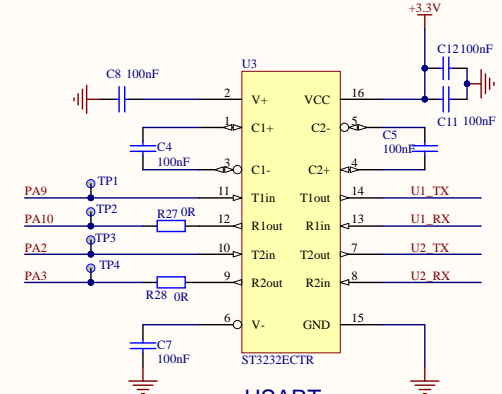 +3.3V
C12 100nF
U3
C8 100nF
2 V+ VCC 16
C11 100nF
1 C1+ C2- 5
C4 C5
100nF 100nF
3 C1- C2+ 4
TP1
PA9 11 T1in T1out 14 U1_TX
TP2
R27 0R
PA10 12 R1out R1in 13 U1_RX
TP3
PA2 10 T2in T2out 7 U2_TX
TP4
PA3 9 R2out R2in 8 U2_RX
R28 0R
6 V- GND 15
C7
100nF
ST3232ECTR
USART